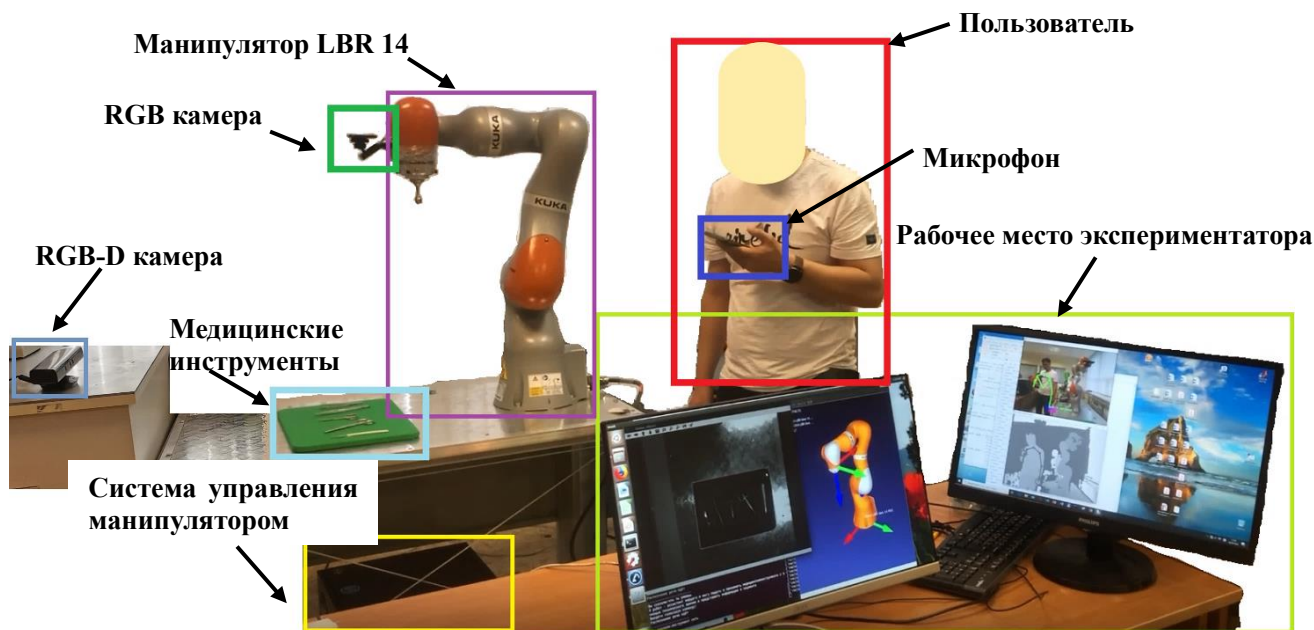 Пользователь
Манипулятор LBR 14
RGB камера
Микрофон
Рабочее место экспериментатора
RGB-D камера
Медицинские
инструменты
Система управления
манипулятором
KUKA
KUKA
PHILIPS